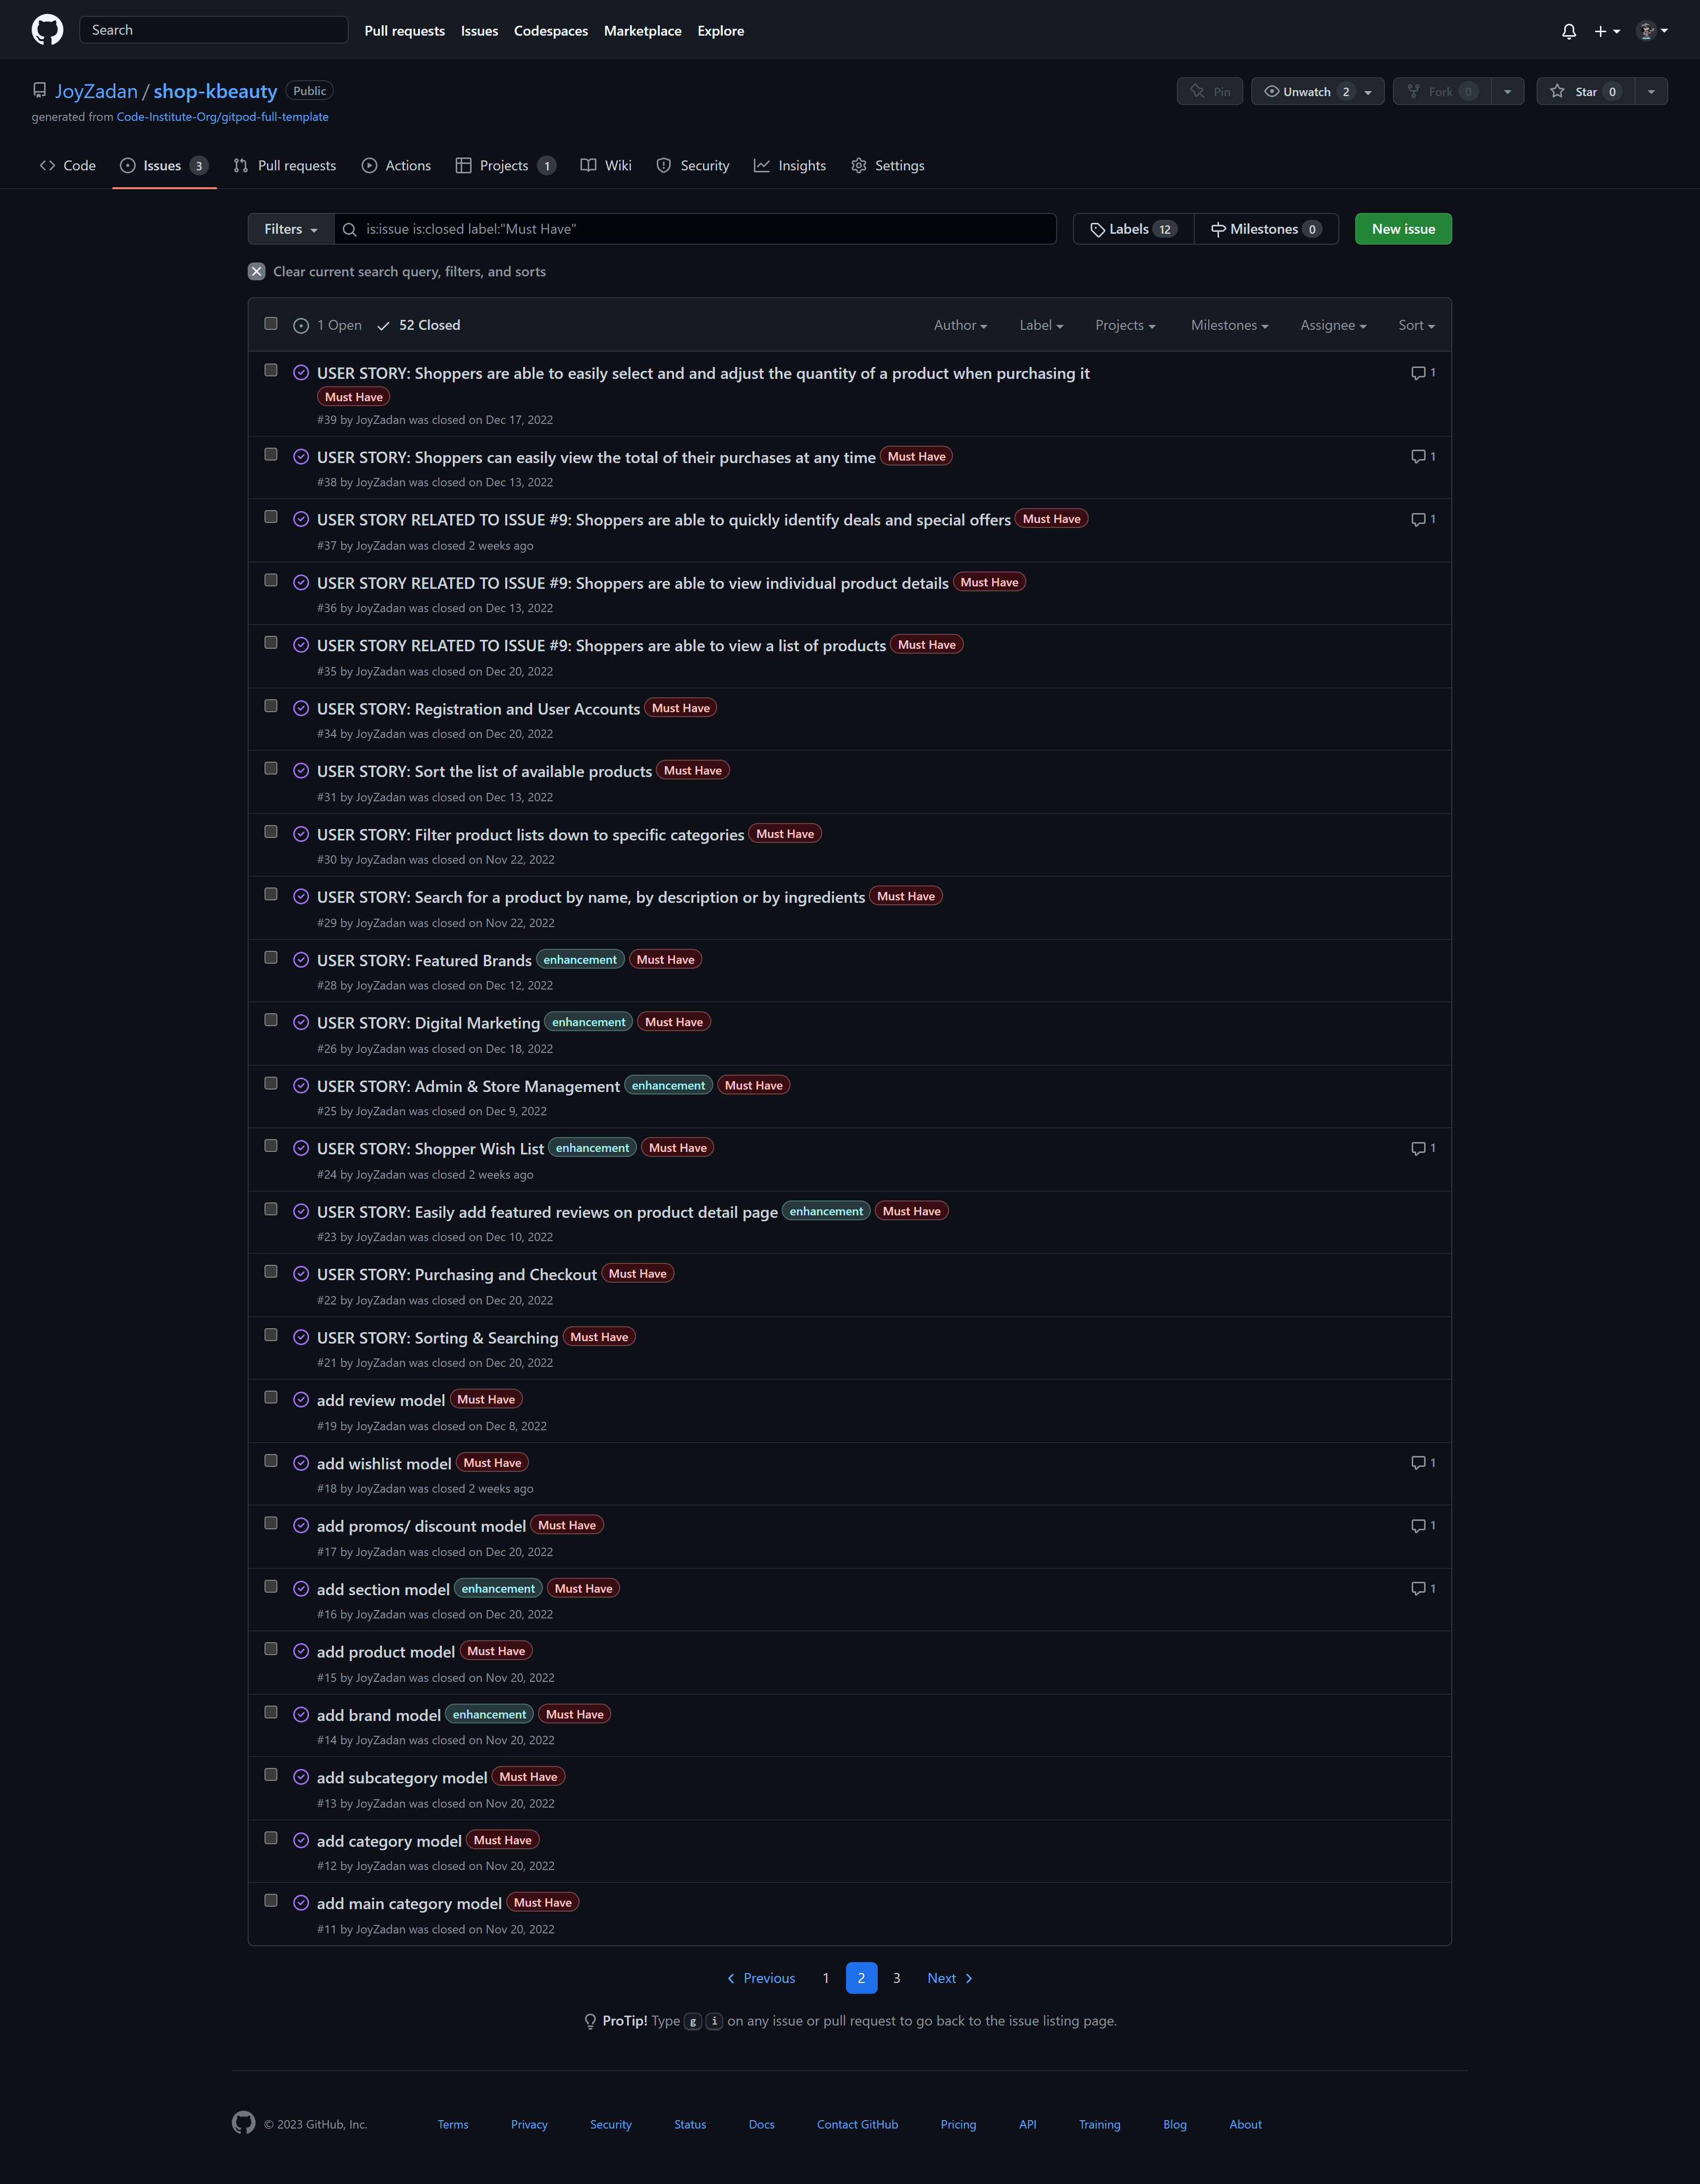 Search Pull requests Issues Codespaces Marketplace Explore
JoyZadan / shop-kbeauty Public Pin Unwatch 2 Fork 0 Star 0
generated from Code-Institute-Org/gitpod-full-template
Code Issues 3 Pull requests Actions Projects 1 Wiki Security Insights Settings
Filters is:issue is:closed label:"Must Have" Labels 12 Milestones 0 New issue
Clear current search query, filters, and sorts
1 Open 52 Closed Author Label Projects Milestones Assignee Sort
USER STORY: Shoppers are able to easily select and and adjust the quantity of a product when purchasing it 1
Must Have
#39 by JoyZadan was closed on Dec 17, 2022
USER STORY: Shoppers can easily view the total of their purchases at any time Must Have 1
#38 by JoyZadan was closed on Dec 13, 2022
USER STORY RELATED TO ISSUE #9: Shoppers are able to quickly identify deals and special offers Must Have 1
#37 by JoyZadan was closed 2 weeks ago
USER STORY RELATED TO ISSUE #9: Shoppers are able to view individual product details Must Have
#36 by JoyZadan was closed on Dec 13, 2022
USER STORY RELATED TO ISSUE #9: Shoppers are able to view a list of products Must Have
#35 by JoyZadan was closed on Dec 20, 2022
USER STORY: Registration and User Accounts Must Have
#34 by JoyZadan was closed on Dec 20, 2022
USER STORY: Sort the list of available products Must Have
#31 by JoyZadan was closed on Dec 13, 2022
USER STORY: Filter product lists down to specific categories Must Have
#30 by JoyZadan was closed on Nov 22, 2022
USER STORY: Search for a product by name, by description or by ingredients Must Have
#29 by JoyZadan was closed on Nov 22, 2022
USER STORY: Featured Brands enhancement Must Have
#28 by JoyZadan was closed on Dec 12, 2022
USER STORY: Digital Marketing enhancement Must Have
#26 by JoyZadan was closed on Dec 18, 2022
USER STORY: Admin & Store Management enhancement Must Have
#25 by JoyZadan was closed on Dec 9, 2022
USER STORY: Shopper Wish List enhancement Must Have 1
#24 by JoyZadan was closed 2 weeks ago
USER STORY: Easily add featured reviews on product detail page enhancement Must Have
#23 by JoyZadan was closed on Dec 10, 2022
USER STORY: Purchasing and Checkout Must Have
#22 by JoyZadan was closed on Dec 20, 2022
USER STORY: Sorting & Searching Must Have
#21 by JoyZadan was closed on Dec 20, 2022
add review model Must Have
#19 by JoyZadan was closed on Dec 8, 2022
add wishlist model Must Have 1
#18 by JoyZadan was closed 2 weeks ago
add promos/ discount model Must Have 1
#17 by JoyZadan was closed on Dec 20, 2022
add section model enhancement Must Have 1
#16 by JoyZadan was closed on Dec 20, 2022
add product model Must Have
#15 by JoyZadan was closed on Nov 20, 2022
add brand model enhancement Must Have
#14 by JoyZadan was closed on Nov 20, 2022
add subcategory model Must Have
#13 by JoyZadan was closed on Nov 20, 2022
add category model Must Have
#12 by JoyZadan was closed on Nov 20, 2022
add main category model Must Have
#11 by JoyZadan was closed on Nov 20, 2022
Previous 1 2 3 Next
ProTip! Type g i on any issue or pull request to go back to the issue listing page.
© 2023 GitHub, Inc. Terms Privacy Security Status Docs Contact GitHub Pricing API Training Blog About